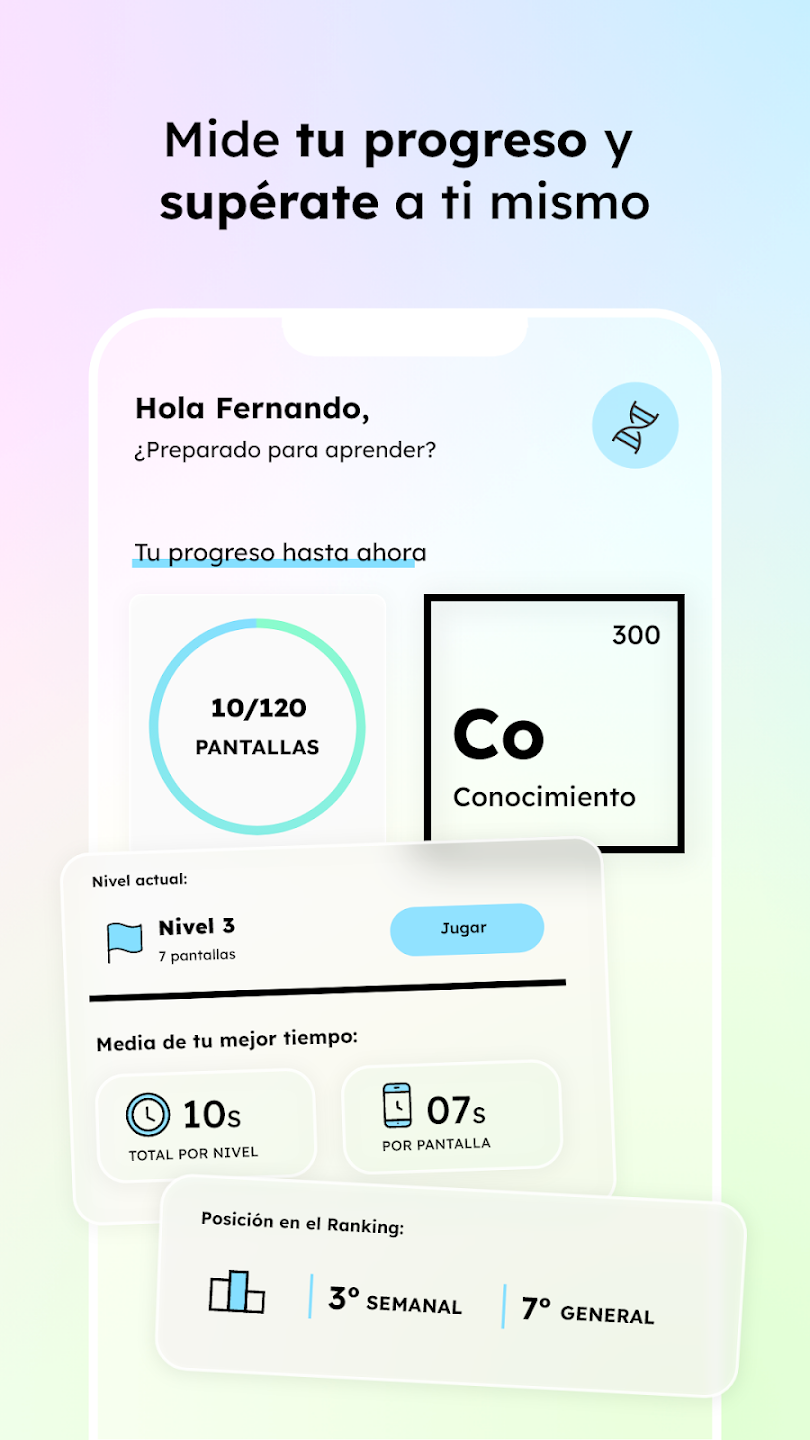 Mide tu progreso y
supérate a ti mismo
Hola Fernando,
¿Preparado para aprender?
Tu progreso hasta ahora
10/120
PANTALLAS
300
Co
Conocimiento
Nivel actual:
Nivel 3
7 pantallas
Jugar
Media de tu mejor tiempo:
10s
TOTAL POR NIVEL
07s
POR PANTALLA
Posición en el Ranking:
3º SEMANAL
7º GENERAL